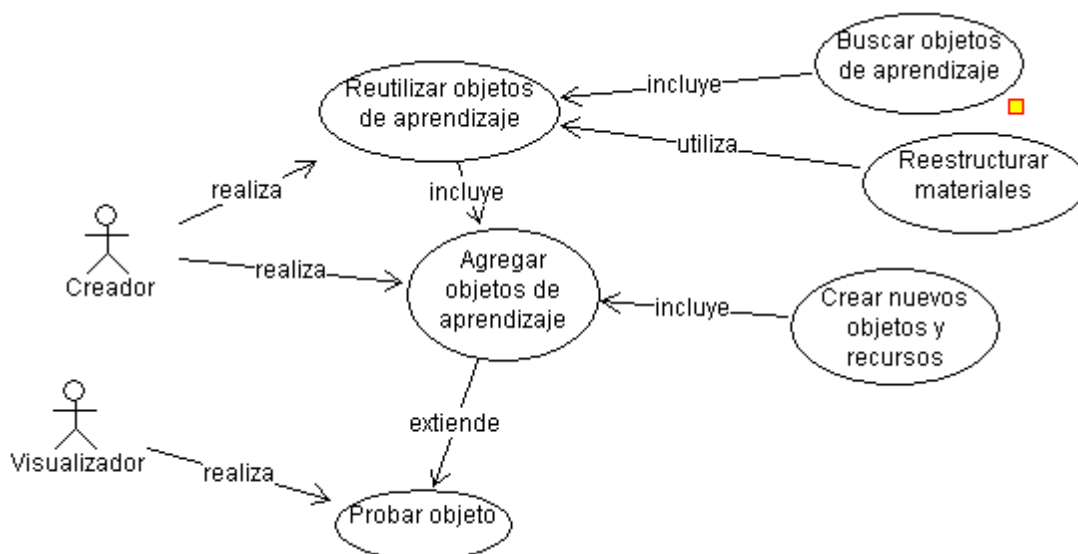 Buscar objetos
de aprendizaje
incluye
Reutilizar objetos
de aprendizaje
utiliza
Reestructurar
materiales
realiza
incluye
Creador
realiza
Agregar
objetos de
aprendizaje
incluye
Crear nuevos
objetos y
recursos
extiende
Visualizador
realiza
Probar objeto